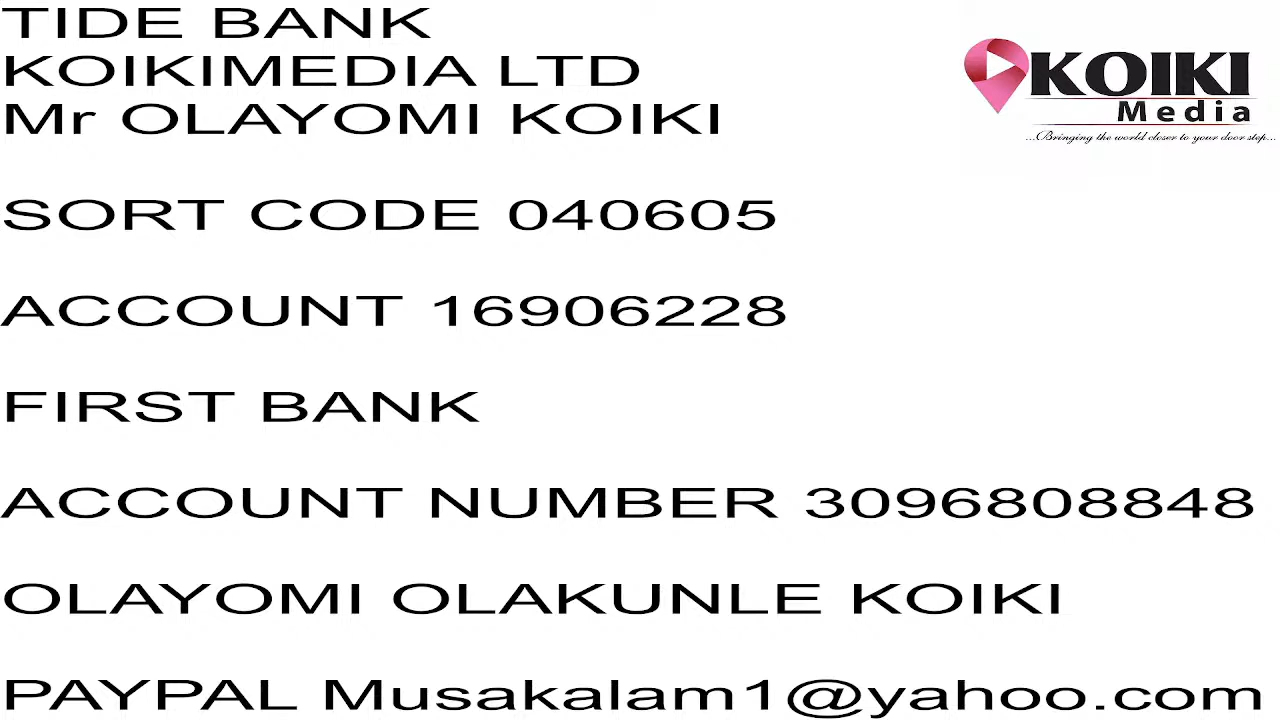 TIDE BANK
KOIKIMEDIA LTD
Mr OLAYOMI KOIKI
KOIKI
Media
...Bringing the world closer to your door step...
SORT CODE 040605
ACCOUNT 16906228
FIRST BANK
ACCOUNT NUMBER 3096808848
OLAYOMI OLAKUNLE KOIKI
PAYPAL Musakalam1@yahoo.com